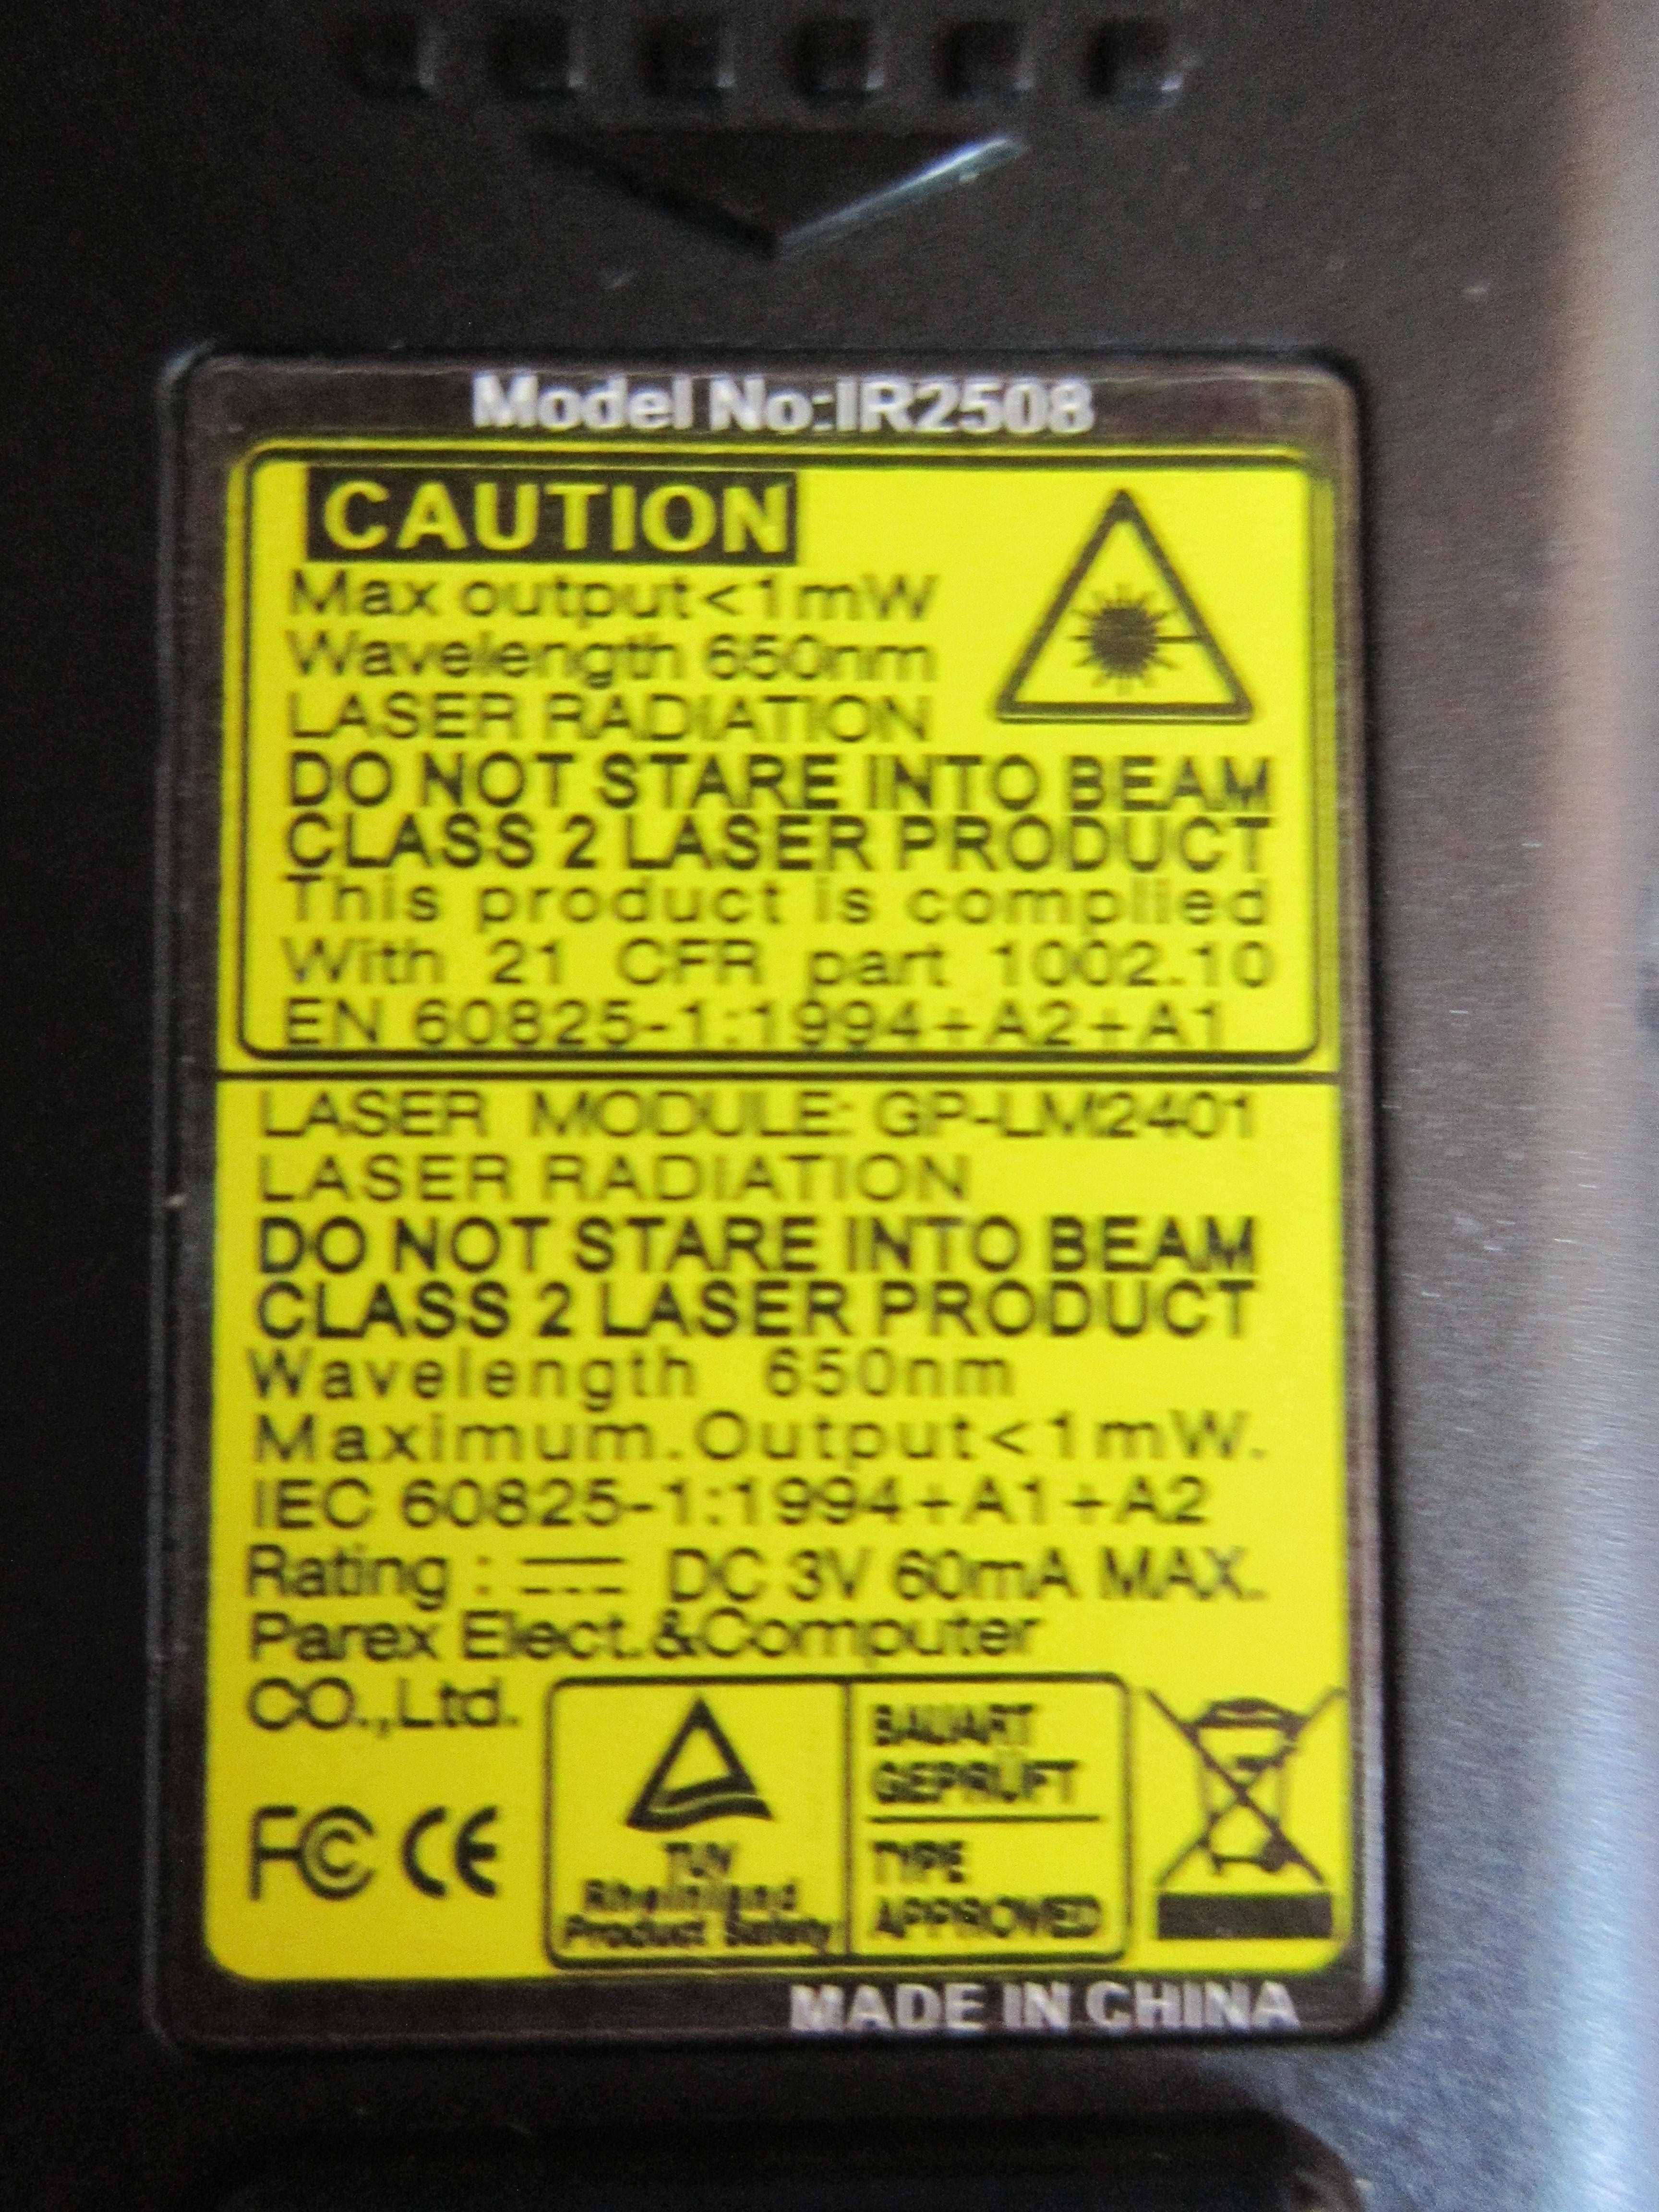 Model No:IR2508
CAUTION
Max output<1mW
Wavelength 650nm
LASER RADIATION
DO NOT STARE INTO BEAM
CLASS 2 LASER PRODUCT
This product is complied
With 21 CFR part 1002.10
EN 60825-1:1994+A2+A1
LASER MODULE: GP-LM2401
LASER RADIATION
DO NOT STARE INTO BEAM
CLASS 2 LASER PRODUCT
Wavelength 650nm
Maximum.Output<1mW.
IEC 60825-1:1994+A1+A2
Rating : DC 3V 60mA MAX.
Parex Elect.&Computer
CO.,Ltd.
FC CE
TUV
Rheinland
Product Safety
BAUART
GEPRÜFT
TYPE
APPROVED
MADE IN CHINA